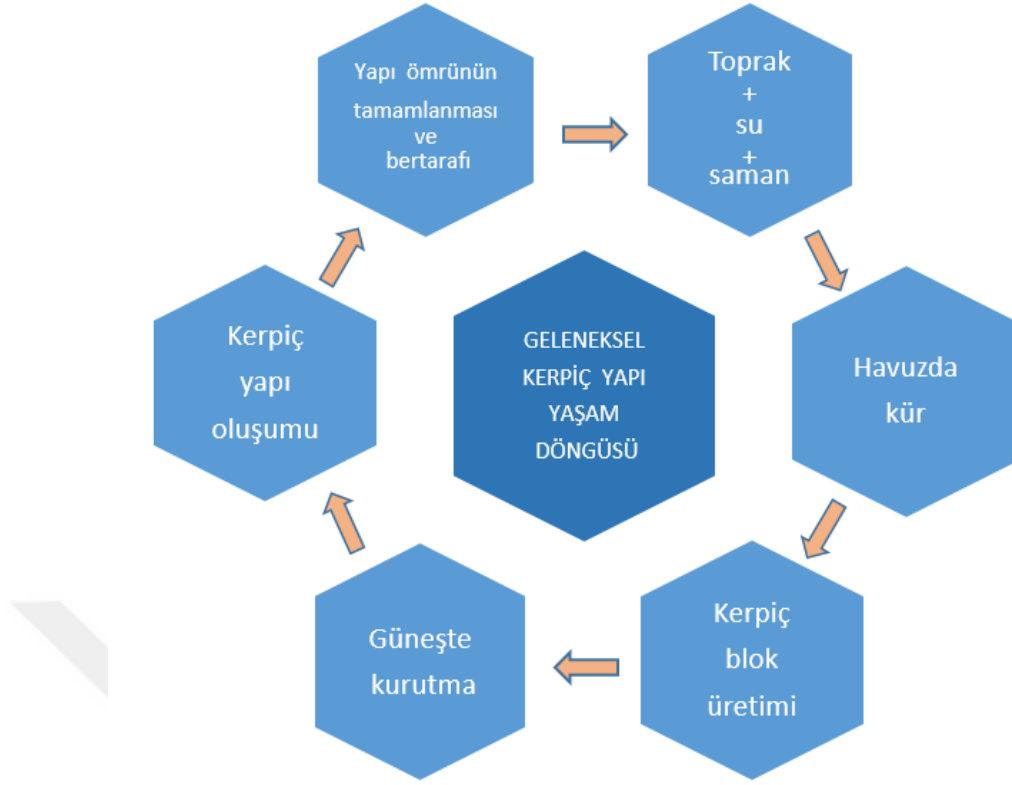 Yapı ömrünün
tamamlanması
ve
bertarafı
Toprak
+
su
+
saman
Kerpiç
yapı
oluşumu
GELENEKSEL
KERPİÇ YAPI
YAŞAM
DÖNGÜSÜ
Havuzda
kür
Güneşte
kurutma
Kerpiç
blok
üretimi